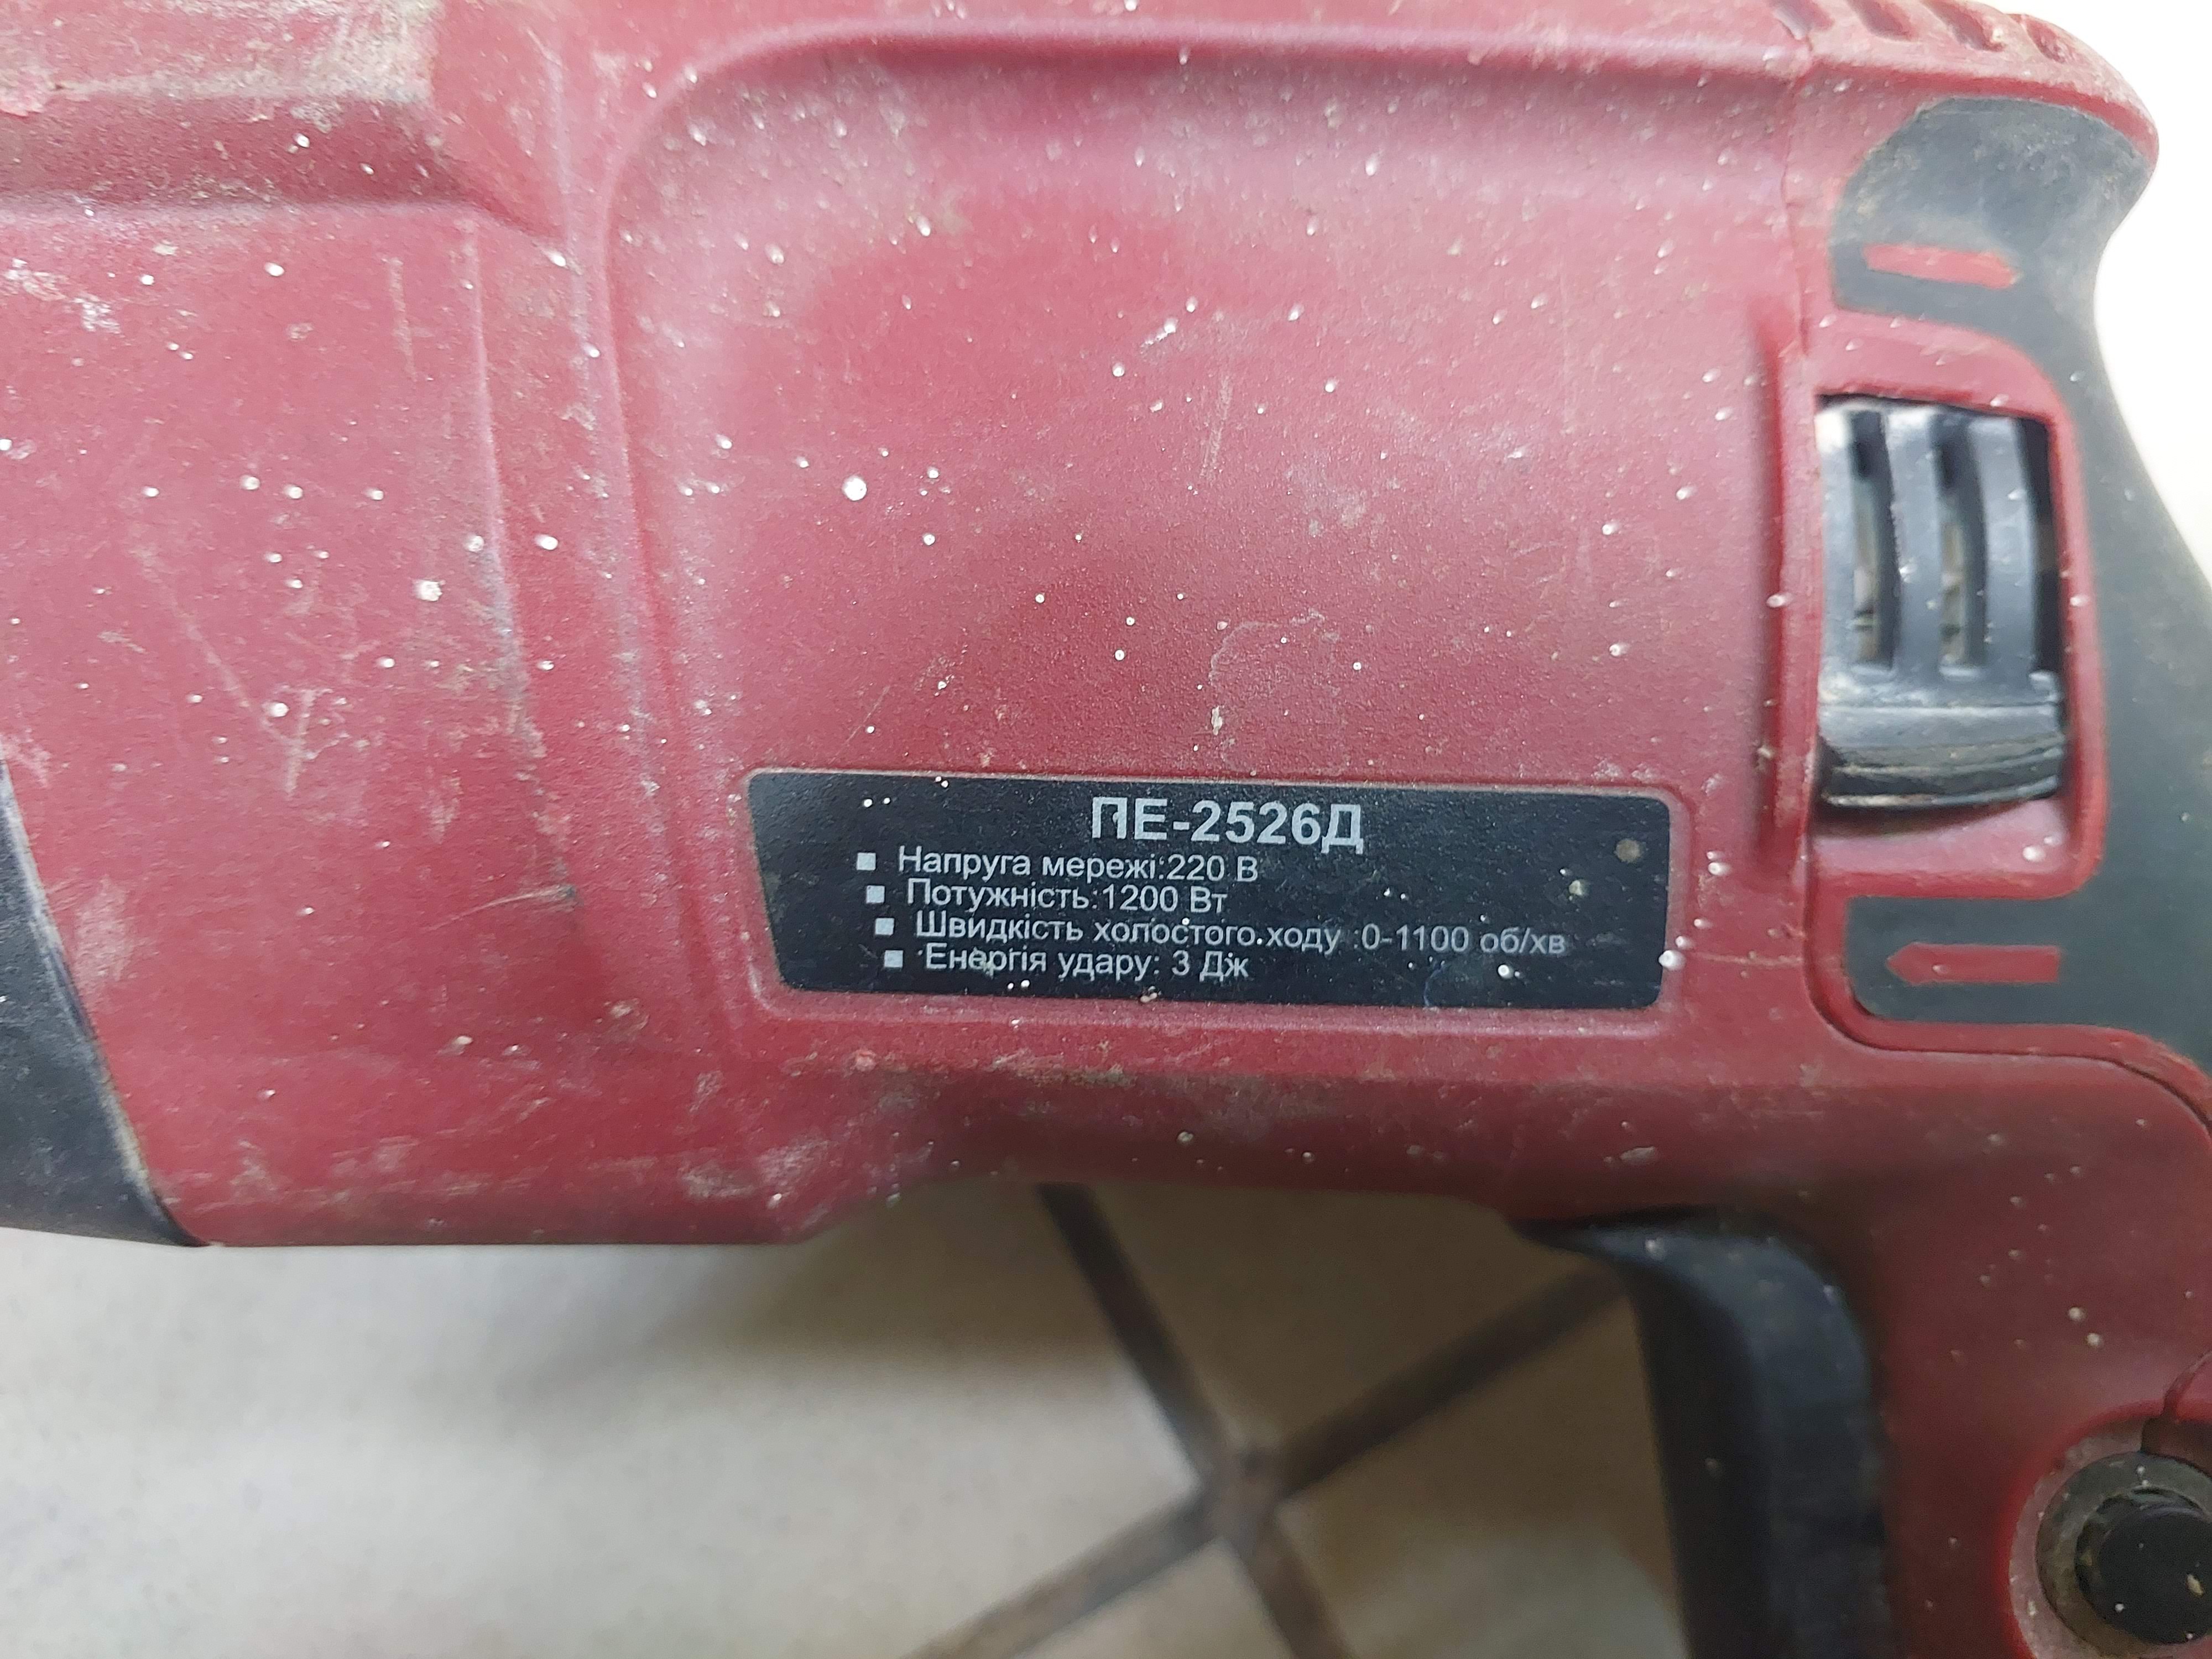 ПЕ-2526Д
▪ Напруга мережі:220 В
▪ Потужність:1200 Вт
▪ Швидкість холостого ходу :0-1100 об/хв
▪ Енергія удару: 3 Дж